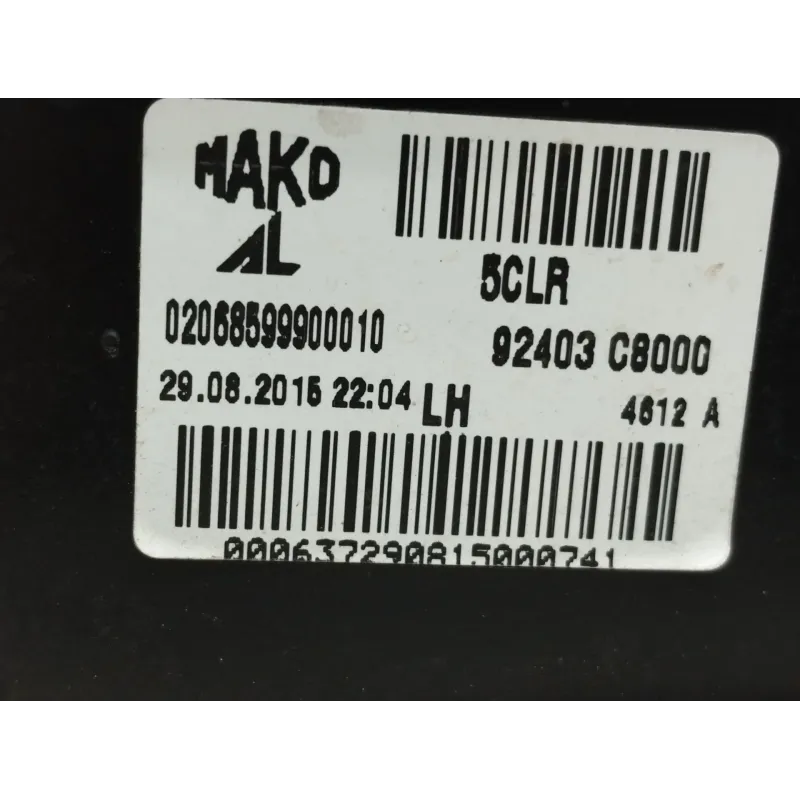 MAKO
AL
5CLR
02068599900010
92403 C8000
29.08.2015 22:04 LH
4612 A
000637290815000741